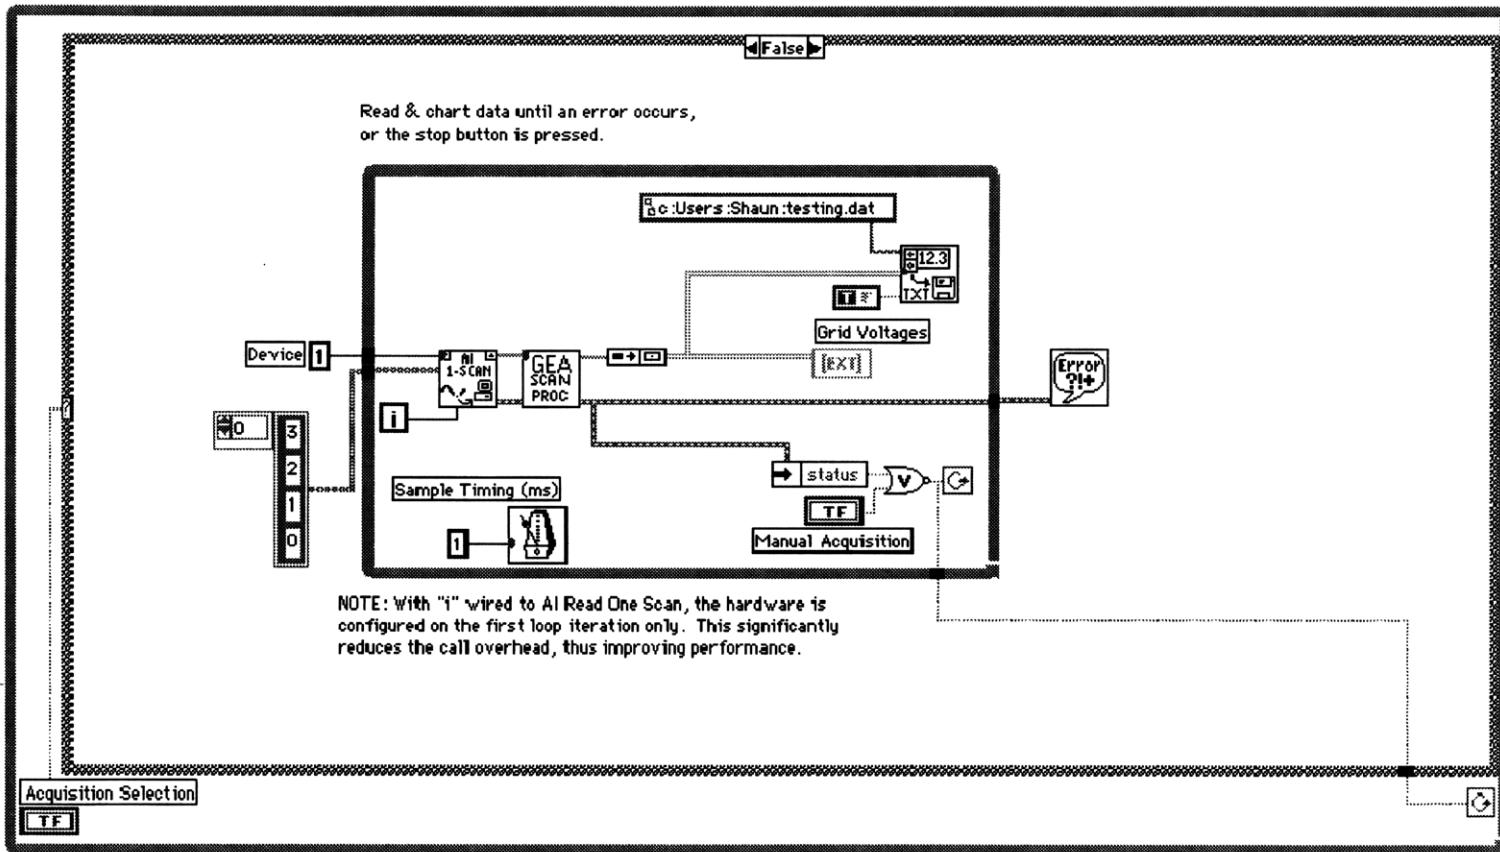 False
Read & chart data until an error occurs,
or the stop button is pressed.
c:Users:Shaun:testing.dat
12.3
TXT
T
Grid Voltages
[EXT]
Device 1
AI
1-SCAN
GEA
SCAN
PROC
Error
?!+
i
0
3
2
1
0
?
status
V
TF
Manual Acquisition
Sample Timing (ms)
1
NOTE: With "i" wired to AI Read One Scan, the hardware is
configured on the first loop iteration only. This significantly
reduces the call overhead, thus improving performance.
Acquisition Selection
TF